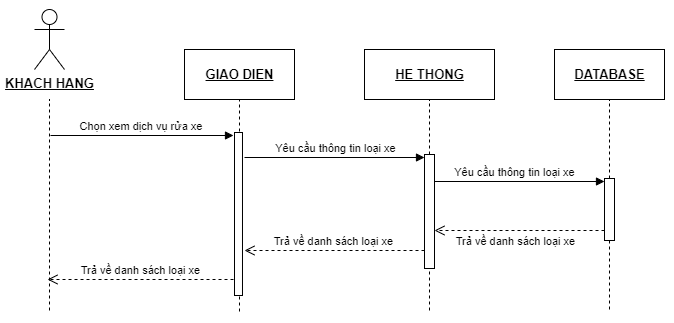 KHACH HANG
GIAO DIEN
HE THONG
DATABASE
Chọn xem dịch vụ rửa xe
Yêu cầu thông tin loại xe
Yêu cầu thông tin loại xe
Trả về danh sách loại xe
Trả về danh sách loại xe
Trả về danh sách loại xe